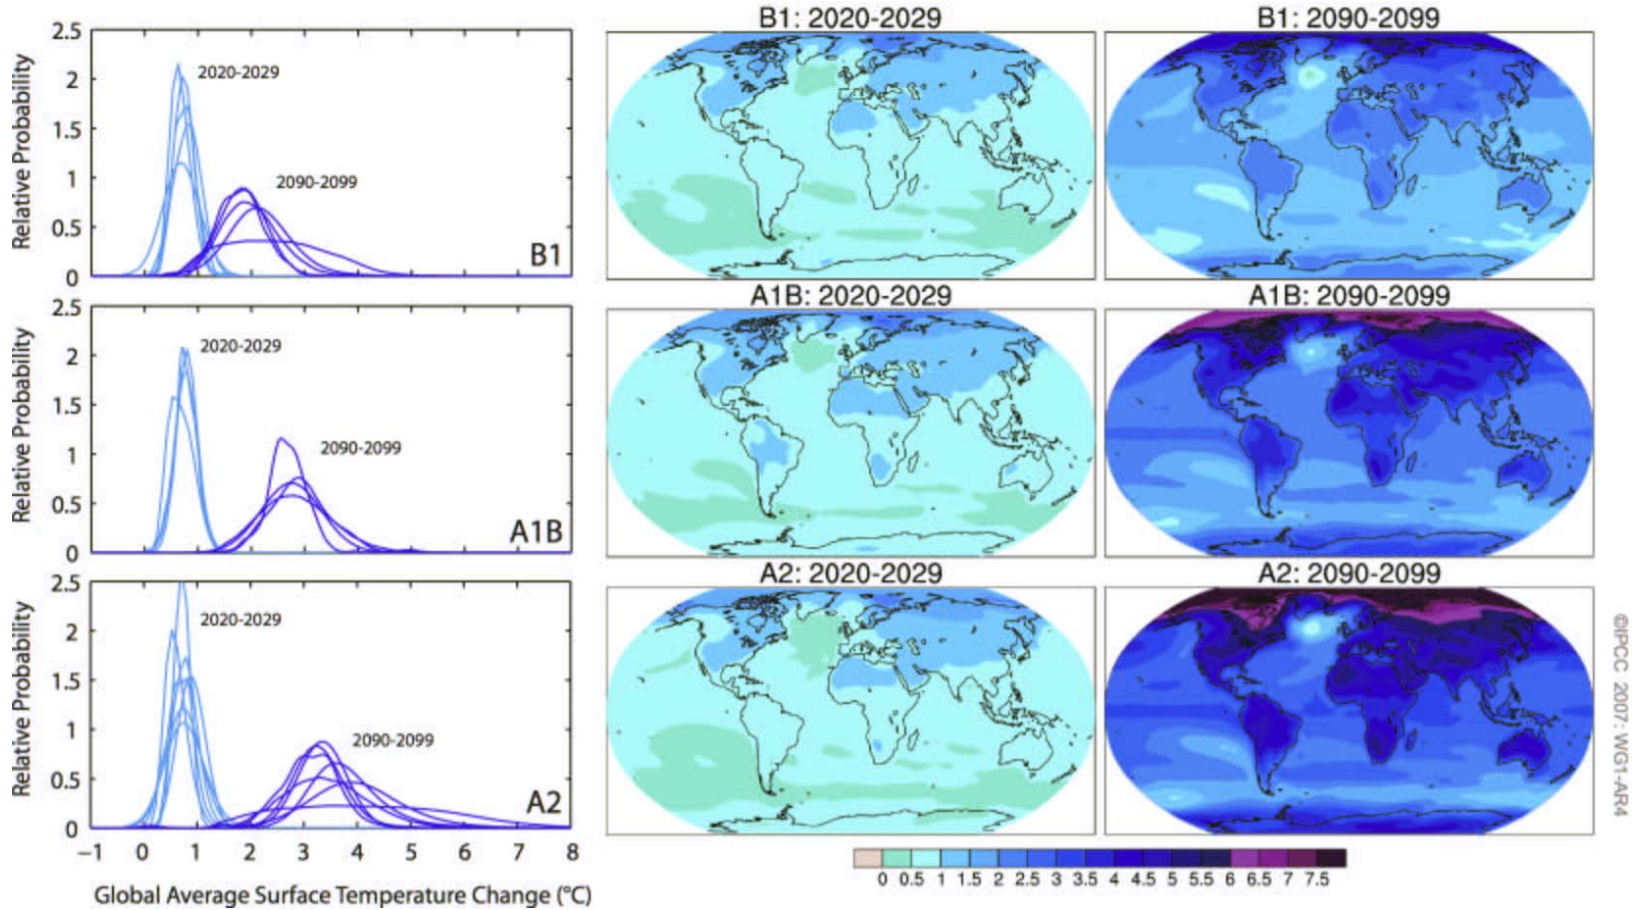 B1: 2020-2029
B1: 2090-2099
2.5
2
1.5
1
0.5
0
Relative Probability
2020-2029
2090-2099
B1
A1B: 2020-2029
A1B: 2090-2099
2.5
2
1.5
1
0.5
0
Relative Probability
2020-2029
2090-2099
A1B
A2: 2020-2029
A2: 2090-2099
2.5
2
1.5
1
0.5
0
Relative Probability
2020-2029
2090-2099
A2
−1 0 1 2 3 4 5 6 7 8
Global Average Surface Temperature Change (°C)
0 0.5 1 1.5 2 2.5 3 3.5 4 4.5 5 5.5 6 6.5 7 7.5
©IPCC 2007: WG1-AR4